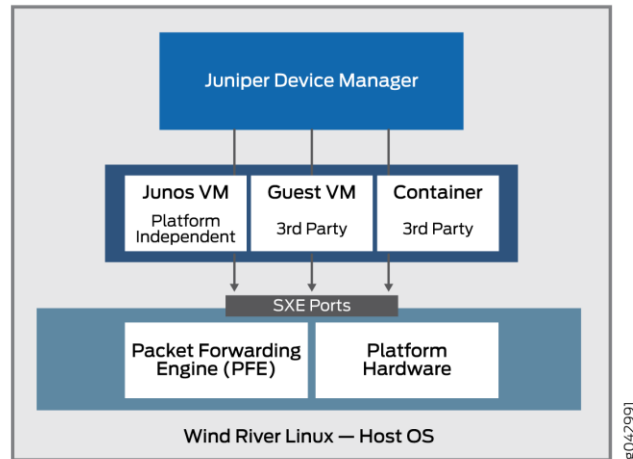 Juniper Device Manager
Junos VM
Platform
Independent
Guest VM
3rd Party
Container
3rd Party
SXE Ports
Packet Forwarding
Engine (PFE)
Platform
Hardware
Wind River Linux — Host OS
g042991